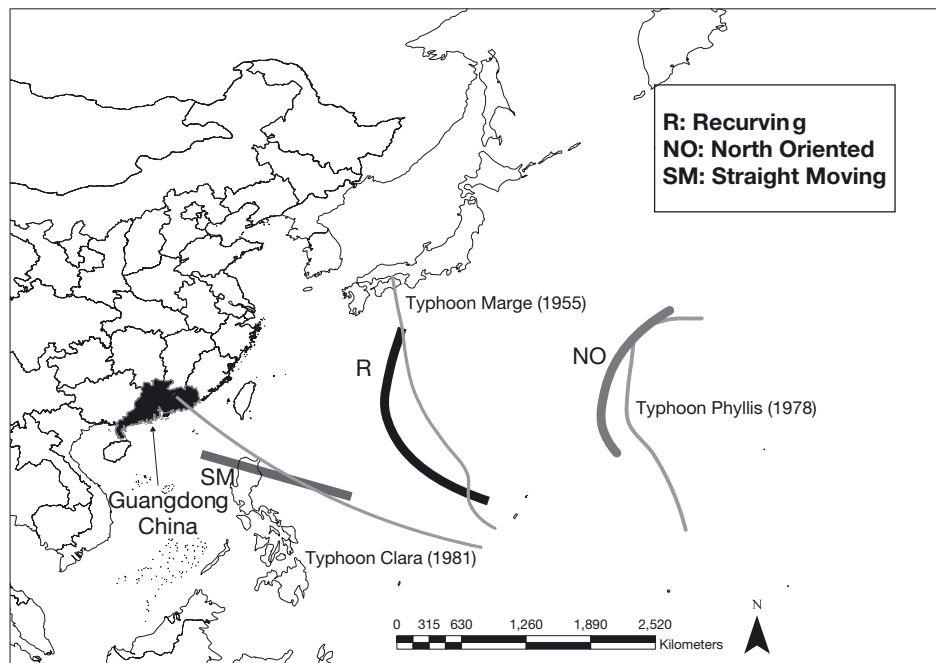 R: Recurving
NO: North Oriented
SM: Straight Moving
Typhoon Marge (1955)
R
NO
Typhoon Phyllis (1978)
SM
Guangdong
China
Typhoon Clara (1981)
N
0 315 630 1,260 1,890 2,520
Kilometers